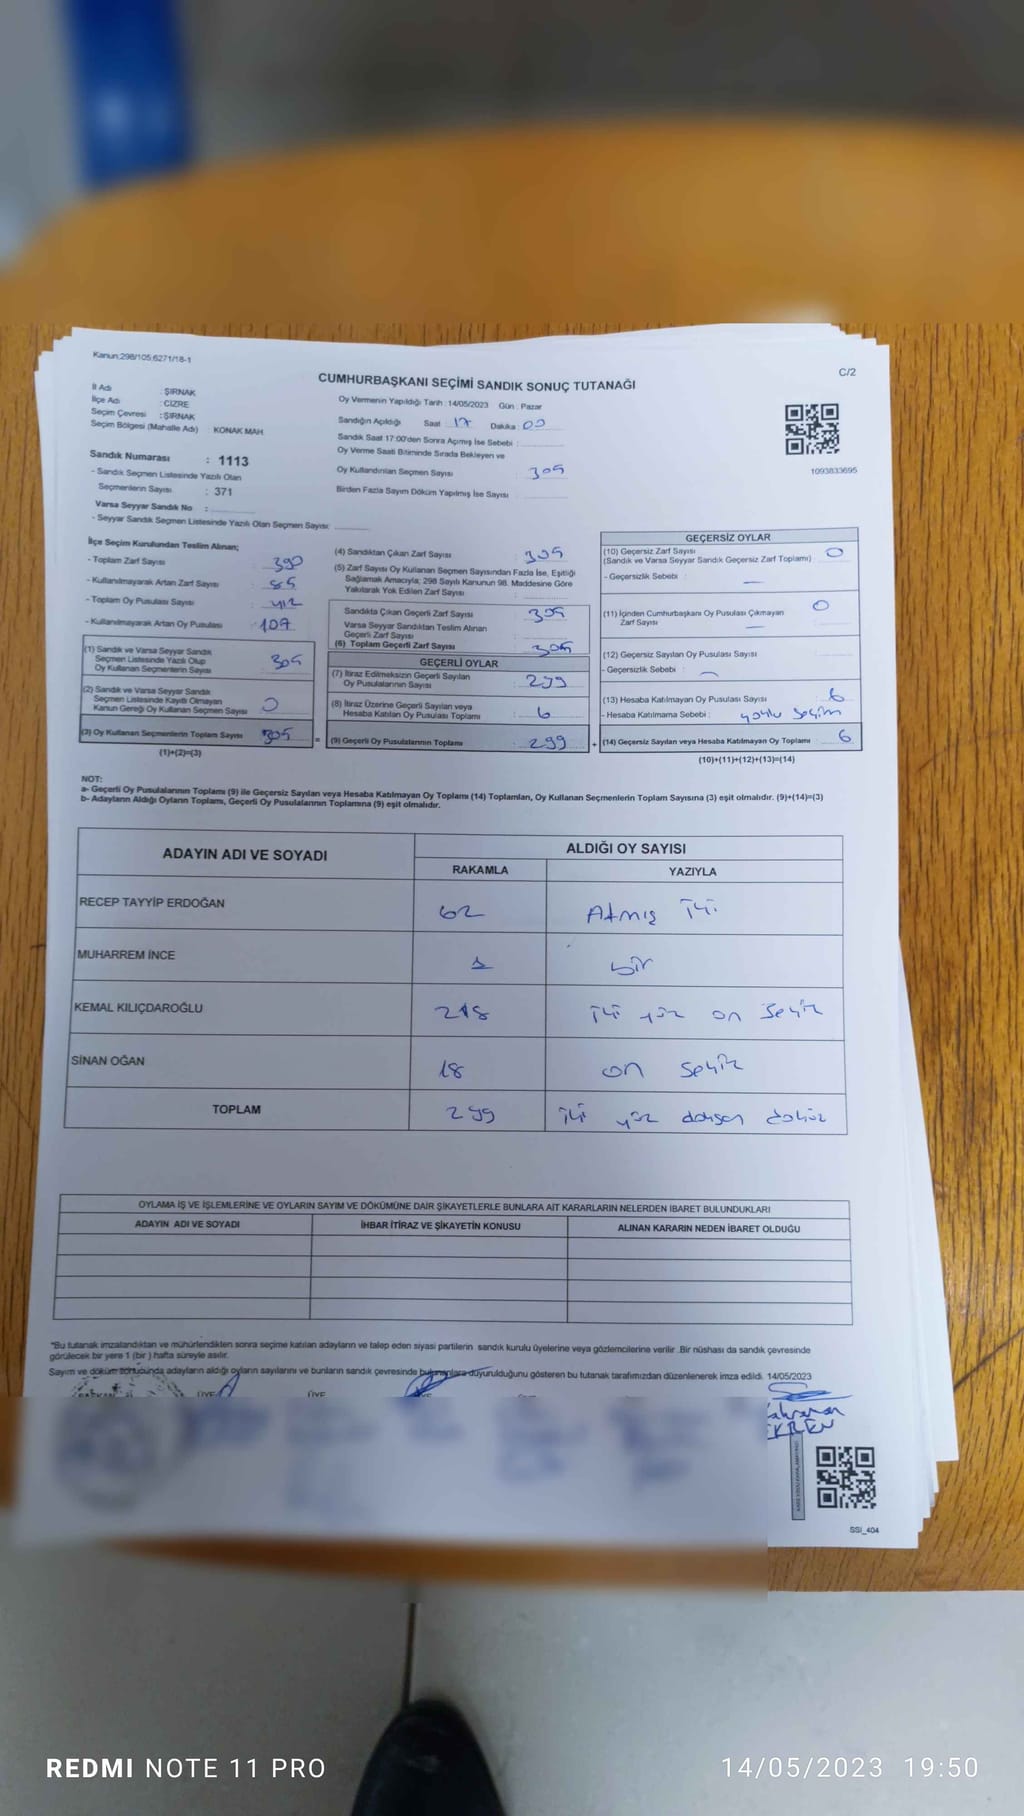 Kanun:298/105;6271/18-1
C/2
CUMHURBAŞKANI SEÇİMİ SANDIK SONUÇ TUTANAĞI
İl Adı : ŞIRNAK
İlçe Adı : CİZRE
Seçim Çevresi : ŞIRNAK
Seçim Bölgesi (Mahalle Adı) : KONAK MAH
Sandık Numarası : 1113
- Sandık Seçmen Listesinde Yazılı Olan
Seçmenlerin Sayısı : 371
Varsa Seyyar Sandık No :
- Seyyar Sandık Seçmen Listesinde Yazılı Olan Seçmen Sayısı:
Oy Vermenin Yapıldığı Tarih : 14/05/2023 Gün : Pazar
Sandığın Açıldığı Saat 17 Dakika 00
Sandık Saat 17:00'den Sonra Açımış İse Sebebi :
Oy Verme Saati Bitiminde Sırada Bekleyen ve
Oy Kullandırılan Seçmen Sayısı : 305
Birden Fazla Sayım Döküm Yapılmış İse Sayısı :
1093833695
İlçe Seçim Kurulundan Teslim Alınan;
- Toplam Zarf Sayısı : 390
- Kullanılmayarak Artan Zarf Sayısı : 85
- Toplam Oy Pusulası Sayısı : 412
- Kullanılmayarak Artan Oy Pusulası : 107
(1) Sandık ve Varsa Seyyar Sandık
Seçmen Listesinde Yazılı Olup
Oy Kullanan Seçmenlerin Sayısı 305
(2) Sandık ve Varsa Seyyar Sandık
Seçmen Listesinde Kayıtlı Olmayan
Kanun Gereği Oy Kullanan Seçmen Sayısı 0
(3) Oy Kullanan Seçmenlerin Toplam Sayısı 305
(1)+(2)=(3)
(4) Sandıktan Çıkan Zarf Sayısı : 305
(5) Zarf Sayısı Oy Kullanan Seçmen Sayısından Fazla İse, Eşitliği
Sağlamak Amacıyla; 298 Sayılı Kanunun 98. Maddesine Göre
Yakılarak Yok Edilen Zarf Sayısı :
Sandıkta Çıkan Geçerli Zarf Sayısı : 305
Varsa Seyyar Sandıktan Teslim Alınan
Geçerli Zarf Sayısı :
(6) Toplam Geçerli Zarf Sayısı : 305
GEÇERLİ OYLAR
(7) İtiraz Edilmeksizin Geçerli Sayılan
Oy Pusulalarının Sayısı : 299
(8) İtiraz Üzerine Geçerli Sayılan veya
Hesaba Katılan Oy Pusulası Toplamı : 6
= (9) Geçerli Oy Pusulalarının Toplamı : 299
GEÇERSİZ OYLAR
(10) Geçersiz Zarf Sayısı 0
(Sandık ve Varsa Seyyar Sandık Geçersiz Zarf Toplamı)
- Geçersizlik Sebebi : —
(11) İçinden Cumhurbaşkanı Oy Pusulası Çıkmayan 0
Zarf Sayısı : —
(12) Geçersiz Sayılan Oy Pusulası Sayısı :
- Geçersizlik Sebebi :
(13) Hesaba Katılmayan Oy Pusulası Sayısı : 6
- Hesaba Katılmama Sebebi : seçim
+ (14) Geçersiz Sayılan veya Hesaba Katılmayan Oy Toplamı : 6
(10)+(11)+(12)+(13)=(14)
NOT:
a- Geçerli Oy Pusulalarının Toplamı (9) ile Geçersiz Sayılan veya Hesaba Katılmayan Oy Toplamı (14) Toplamları, Oy Kullanan Seçmenlerin Toplam Sayısına (3) eşit olmalıdır. (9)+(14)=(3)
b- Adayların Aldığı Oyların Toplamı, Geçerli Oy Pusulalarının Toplamına (9) eşit olmalıdır.
ADAYIN ADI VE SOYADI ALDIĞI OY SAYISI
RAKAMLA YAZIYLA
RECEP TAYYİP ERDOĞAN 62 Atmış iki
MUHARREM İNCE 1 bir
KEMAL KILIÇDAROĞLU 218 iki yüz on sekiz
SİNAN OĞAN 18 on sekiz
TOPLAM 299 iki yüz doksan dokuz
OYLAMA İŞ VE İŞLEMLERİNE VE OYLARIN SAYIM VE DÖKÜMÜNE DAİR ŞİKAYETLERLE BUNLARA AİT KARARLARIN NELERDEN İBARET BULUNDUKLARI
ADAYIN ADI VE SOYADI İHBAR İTİRAZ VE ŞİKAYETİN KONUSU ALINAN KARARIN NEDEN İBARET OLDUĞU
*Bu tutanak imzalandıktan ve mühürlendikten sonra seçime katılan adayların ve talep eden siyasi partilerin sandık kurulu üyelerine veya gözlemcilerine verilir .Bir nüshası da sandık çevresinde
görülecek bir yere 1 (bir ) hafta süreyle asılır.
Sayım ve döküm sonucunda adayların aldığı oyların sayılarını ve bunların sandık çevresinde bulunanlara duyurulduğunu gösteren bu tutanak tarafımızdan düzenlenerek imza edildi. 14/05/2023
BAŞKAN ÜYE ÜYE
SSI_404
REDMI NOTE 11 PRO
14/05/2023 19:50